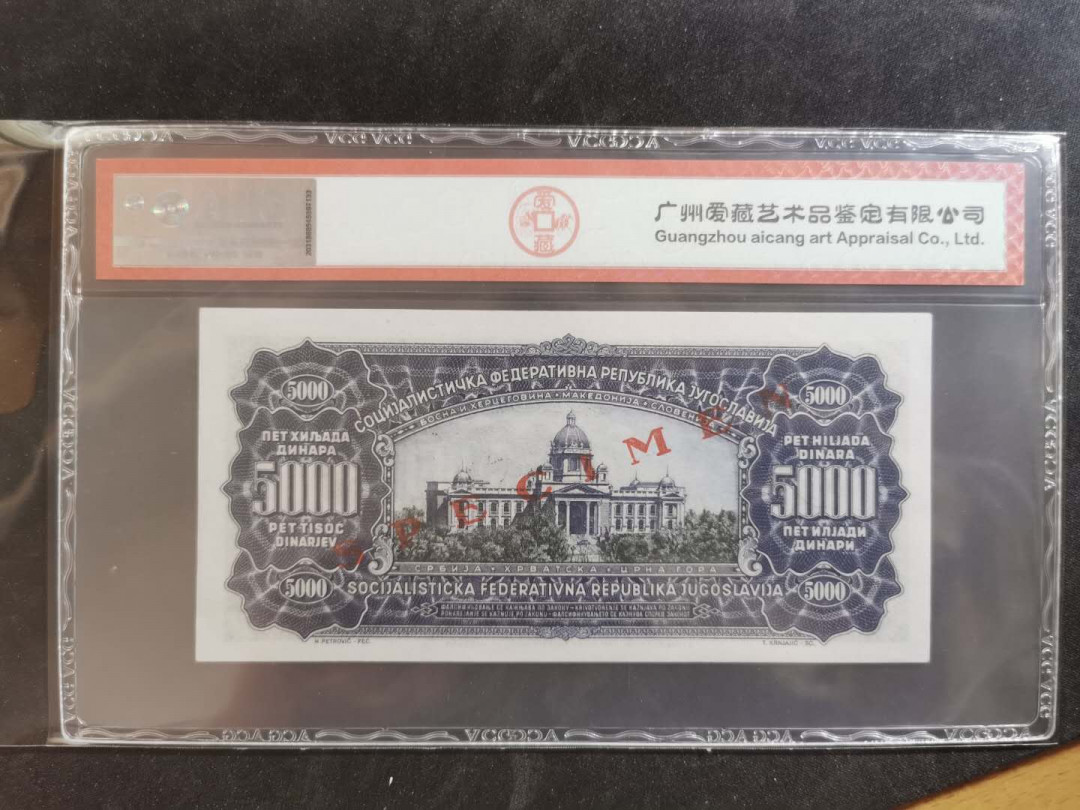 爱
藏
广州爱藏艺术品鉴定有限公司
Guangzhou aicang art Appraisal Co., Ltd.
СОЦИЈАЛИСТИЧКА ФЕДЕРАТИВНА РЕПУБЛИКА ЈУГОСЛАВИЈА
БОСНА И ХЕРЦЕГОВИНА • МАКЕДОНИЈА • СЛОВЕНИЈА
5000
5000
ПЕТ ХИЉАДА
ДИНАРА
5000
PET TISOČ
DINARJEV
5000
SPECIMEN
PET HILJADA
DINARA
5000
ПЕТ ИЛЈАДИ
ДИНАРИ
5000
СРБИЈА • ХРВАТСКА • ЦРНА ГОРА
SOCIJALISTIČKA FEDERATIVNA REPUBLIKA JUGOSLAVIJA